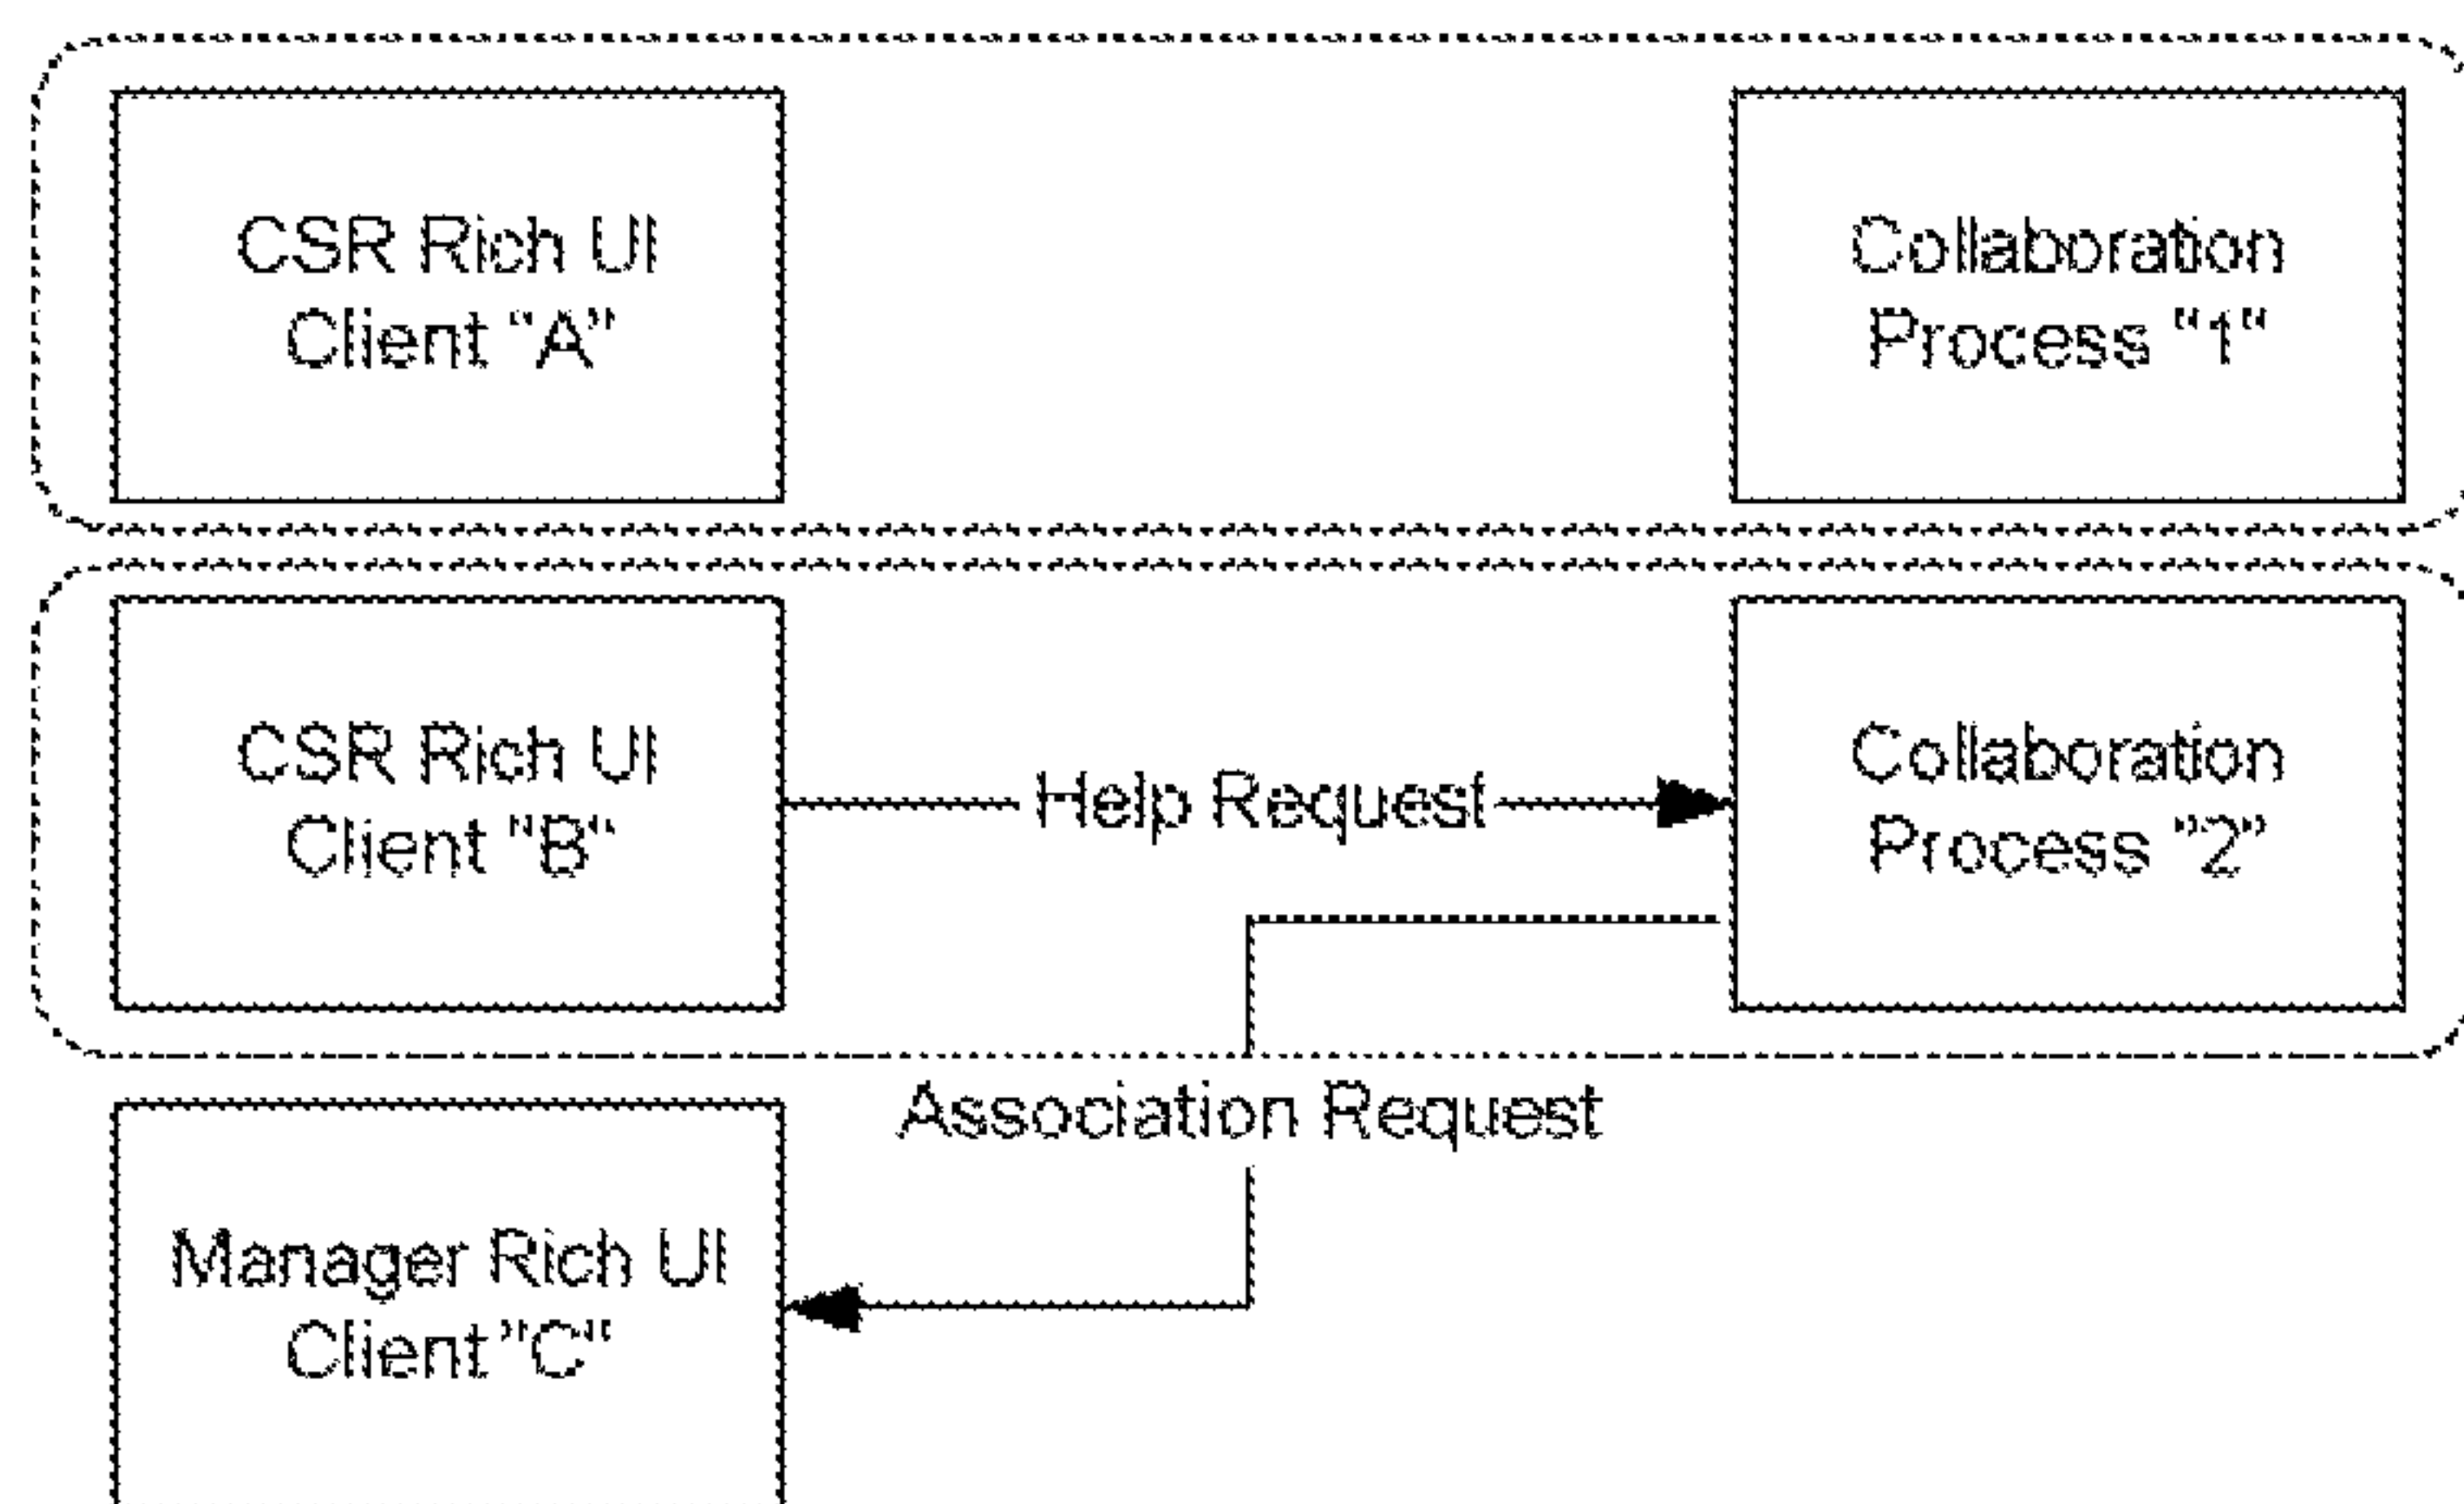 CSR Rich UI
Client "A"
Collaboration
Process "1"
CSR Rich UI
Client "B"
Help Request
Collaboration
Process "2"
Association Request
Manager Rich UI
Client "C"